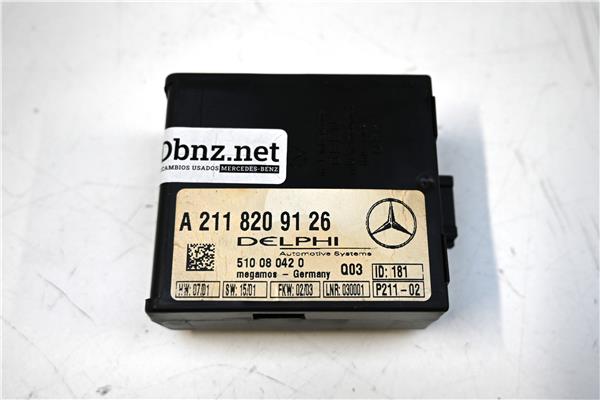 Obnz.net
CAMBIOS USADOS MERCEDES-BENZ
A 211 820 91 26
DELPHI
Automotive Systems
510 08 042 0
megamos - Germany
Q03
ID: 181
HW: 07/01
SW: 15/01
FKW: 02/03
LNR: 030001
P211-02